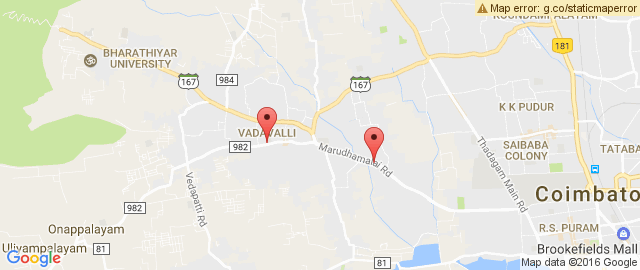 Map error: g.co/staticmaperror
KOUNDAMPALAYAM
181
BHARATHIYAR
UNIVERSITY
984
167
167
K K PUDUR
VADAVALLI
982
Marudhamalai Rd
SAIBABA
COLONY
TATABA
Thadagam Main Rd
Vedapatti Rd
Coimbato
982
Onappalayam
R.S. PURAM
Uliyampalayam
81
81
Brookefields Mall
Google
Map data ©2016 Google